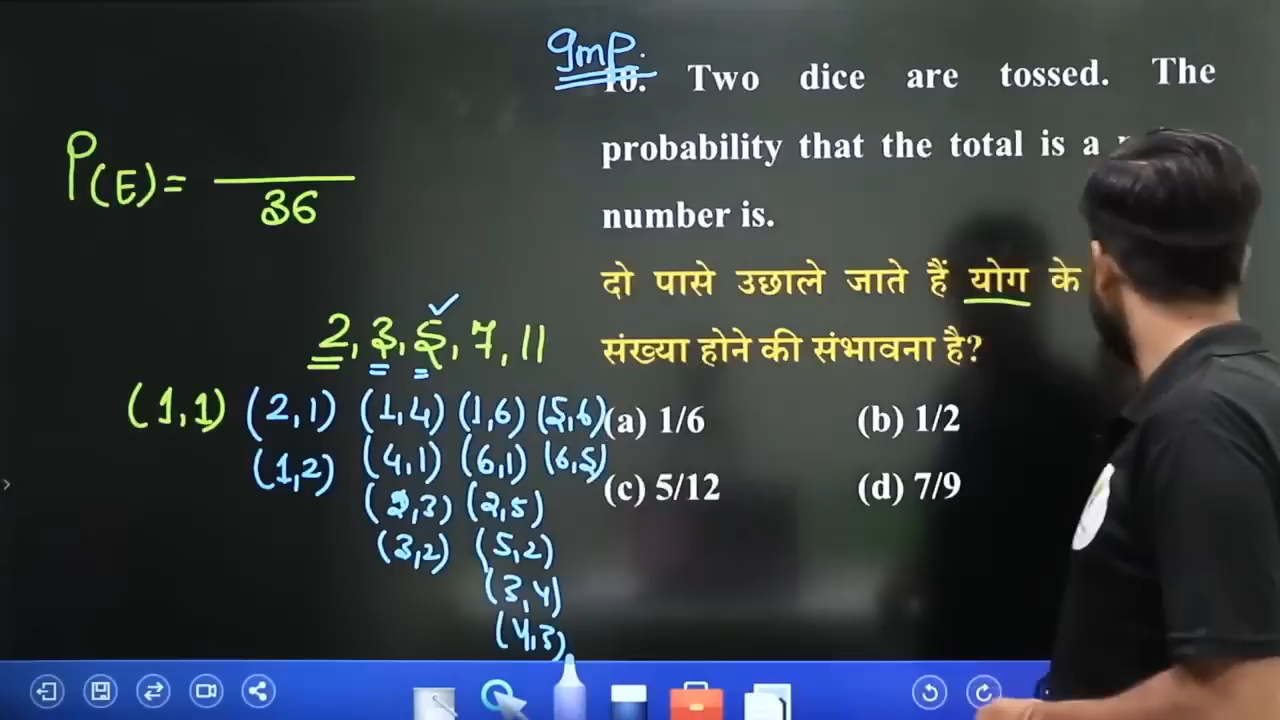 Imp.
10. Two dice are tossed. The
probability that the total is a
number is.
दो पासे उछाले जाते हैं योग के
संख्या होने की संभावना है?
(a) 1/6 (b) 1/2
(c) 5/12 (d) 7/9
P(E)= ―
36
2, 3, 5, 7, 11
(1,1) (2,1) (1,4) (1,6) (5,6)
(1,2) (4,1) (6,1) (6,5)
(2,3) (2,5)
(3,2) (5,2)
(3,4)
(4,3)